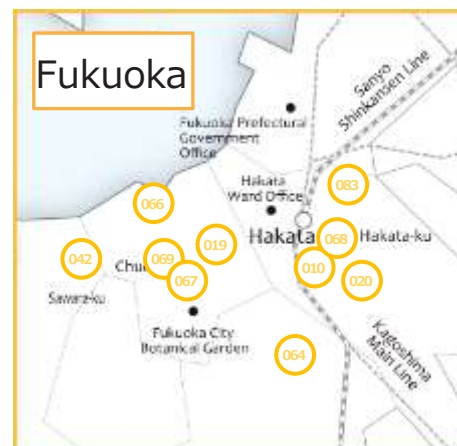 Fukuoka
Sanyo
Shinkansen Line
Fukuoka Prefectural
Government
Office
Hakata
Ward Office
083
066
019
Hakata
068
Hakata-ku
042
069
010
067
020
Sawara-ku
Fukuoka City
Botanical Garden
064
Kagoshima
Main Line